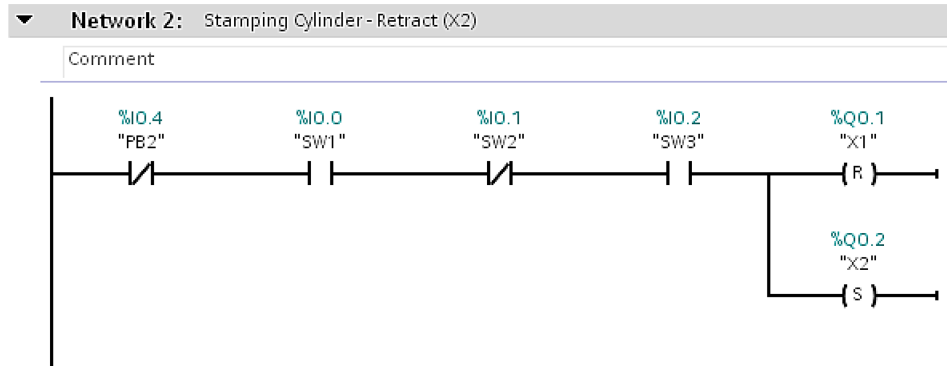 Network 2: Stamping Cylinder - Retract (X2)
Comment
%I0.4 %I0.0 %I0.1 %I0.2 %Q0.1
"PB2" "SW1" "SW2" "SW3" "X1"
R
%Q0.2
"X2"
S